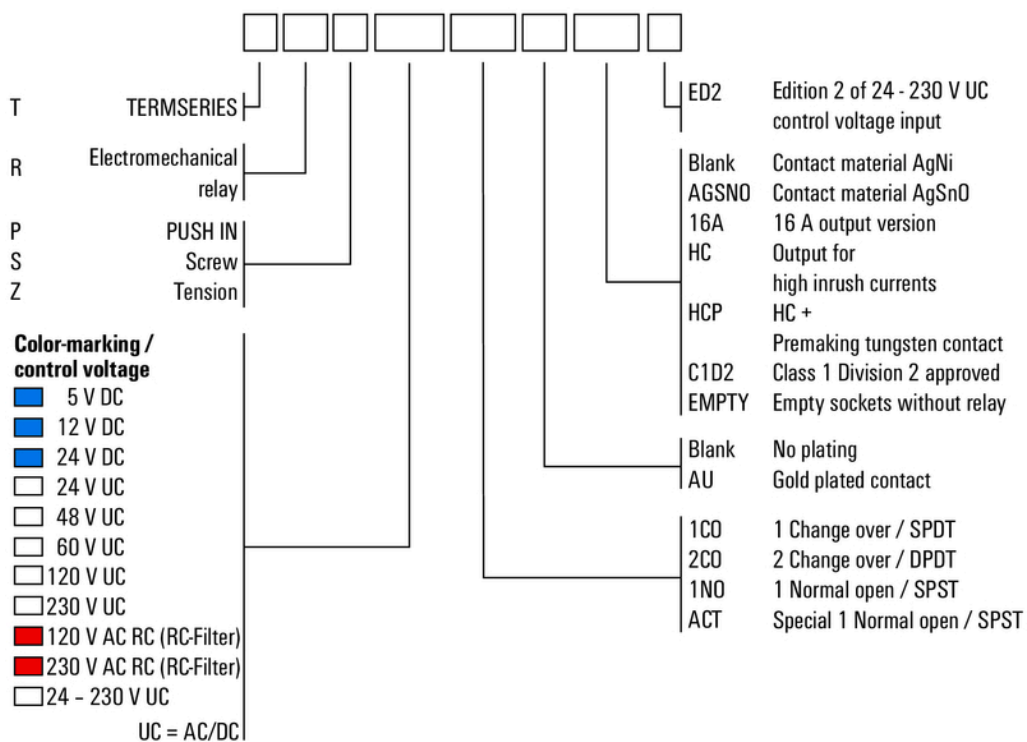 T TERMSERIES
R Electromechanical
relay
P PUSH IN
S Screw
Z Tension
Color-marking /
control voltage
5 V DC
12 V DC
24 V DC
24 V UC
48 V UC
60 V UC
120 V UC
230 V UC
120 V AC RC (RC-Filter)
230 V AC RC (RC-Filter)
24 – 230 V UC
UC = AC/DC
ED2 Edition 2 of 24 - 230 V UC
control voltage input
Blank Contact material AgNi
AGSNO Contact material AgSnO
16A 16 A output version
HC Output for
high inrush currents
HCP HC +
Premaking tungsten contact
C1D2 Class 1 Division 2 approved
EMPTY Empty sockets without relay
Blank No plating
AU Gold plated contact
1CO 1 Change over / SPDT
2CO 2 Change over / DPDT
1NO 1 Normal open / SPST
ACT Special 1 Normal open / SPST